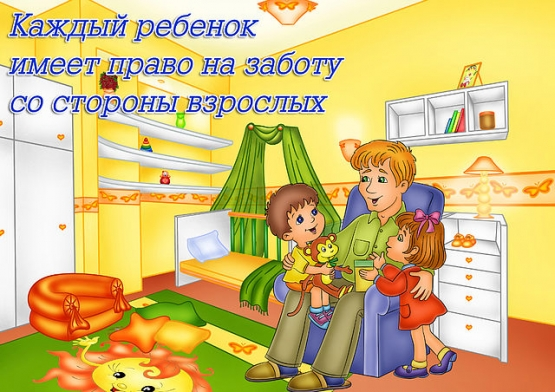 Каждый ребенок
имеет право на заботу
со стороны взрослых